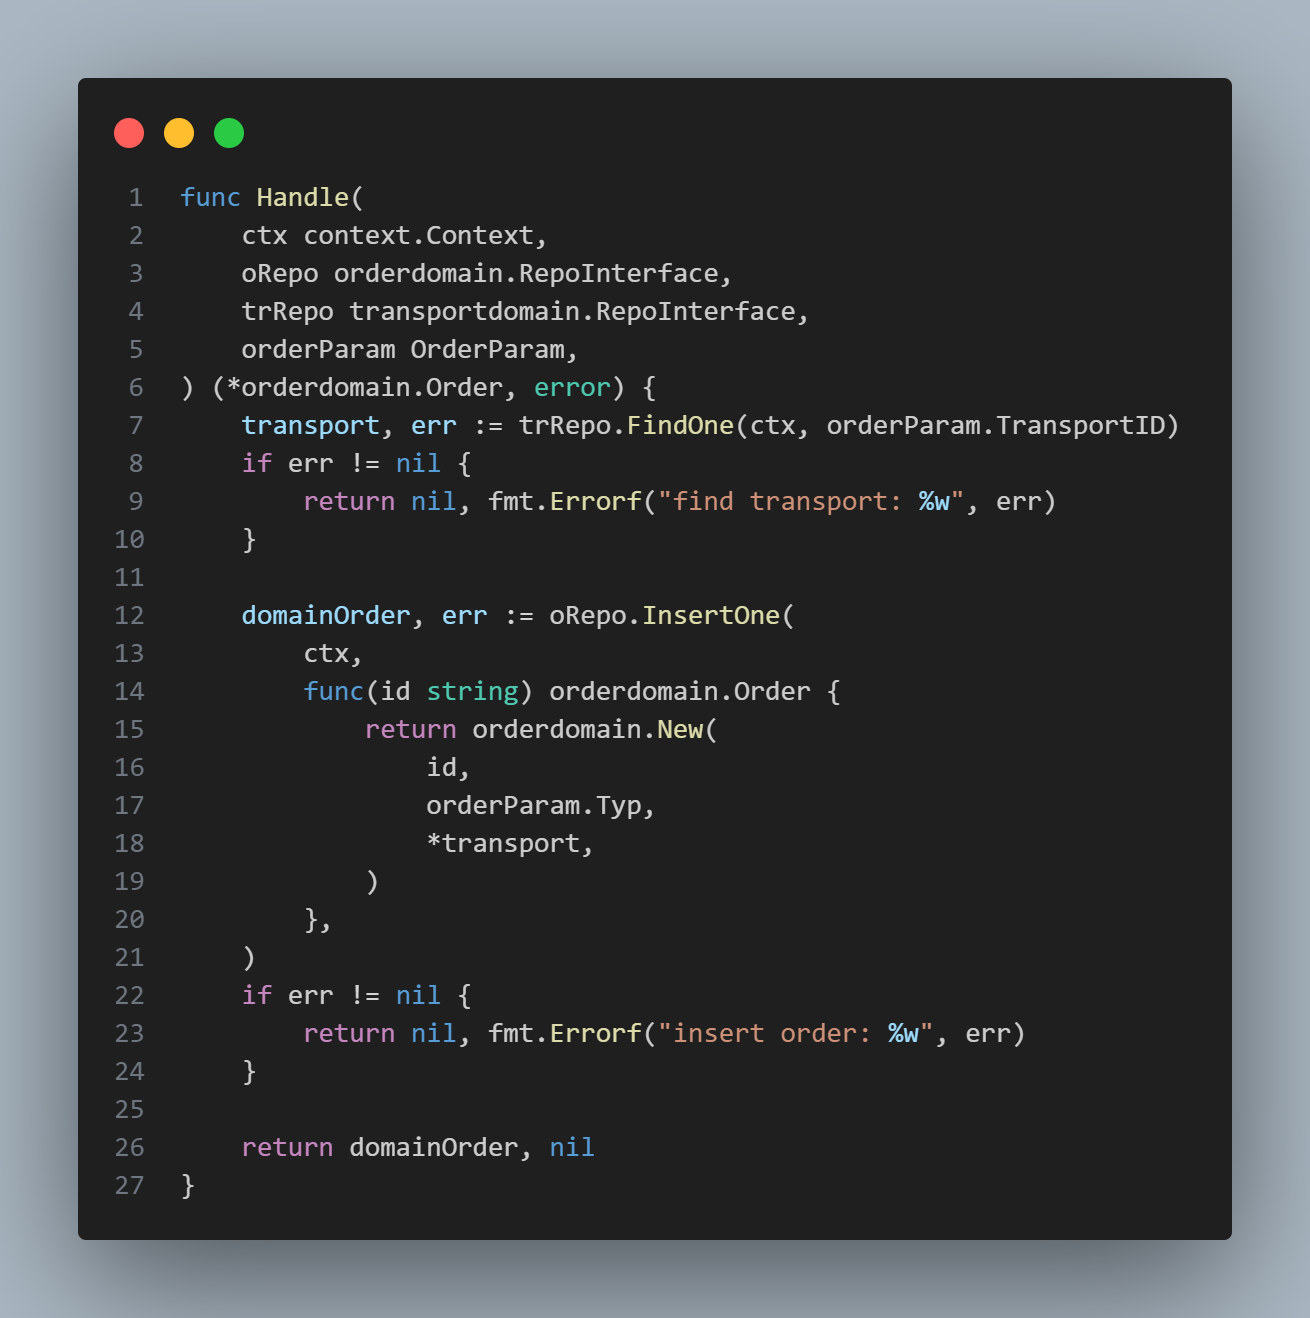 1 func Handle(
2     ctx context.Context,
3     oRepo orderdomain.RepoInterface,
4     trRepo transportdomain.RepoInterface,
5     orderParam OrderParam,
6 ) (*orderdomain.Order, error) {
7     transport, err := trRepo.FindOne(ctx, orderParam.TransportID)
8     if err != nil {
9         return nil, fmt.Errorf("find transport: %w", err)
10     }
11
12     domainOrder, err := oRepo.InsertOne(
13         ctx,
14         func(id string) orderdomain.Order {
15             return orderdomain.New(
16                 id,
17                 orderParam.Typ,
18                 *transport,
19             )
20         },
21     )
22     if err != nil {
23         return nil, fmt.Errorf("insert order: %w", err)
24     }
25
26     return domainOrder, nil
27 }